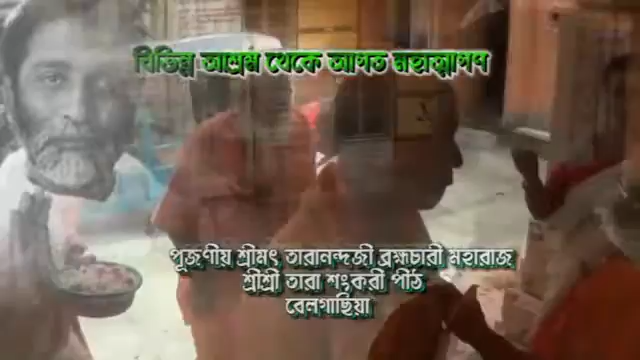 বিভিন্ন আশ্রম থেকে আগত মহাত্মাগণ
পূজণীয় শ্রীমৎ তারানন্দজী ব্রহ্মচারী মহারাজ
শ্রীশ্রী তারা শংকরী পীঠ
বেলগাছিয়া